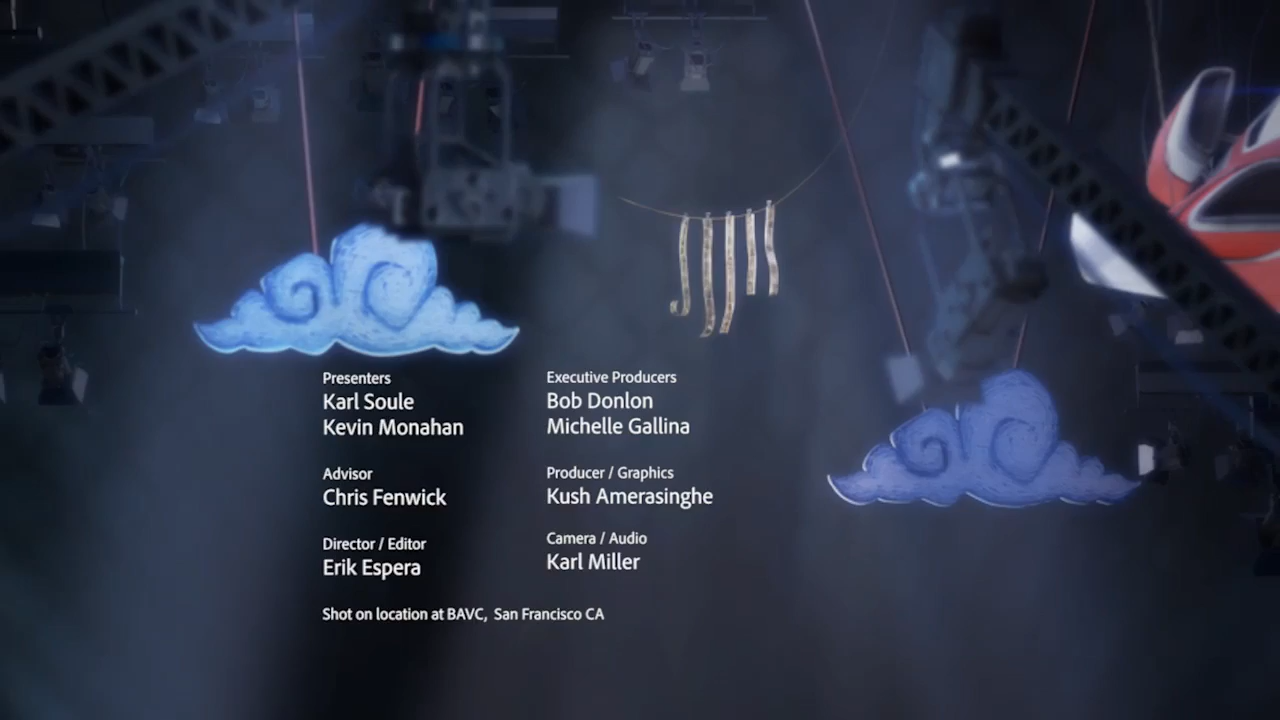 Presenters
Karl Soule
Kevin Monahan
Advisor
Chris Fenwick
Director / Editor
Erik Espera
Executive Producers
Bob Donlon
Michelle Gallina
Producer / Graphics
Kush Amerasinghe
Camera / Audio
Karl Miller
Shot on location at BAVC, San Francisco CA